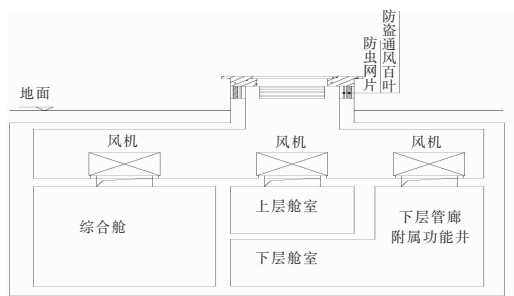 防虫网片
防盗通风百叶
地面
风机
风机
风机
综合舱
上层舱室
下层舱室
下层管廊
附属功能井